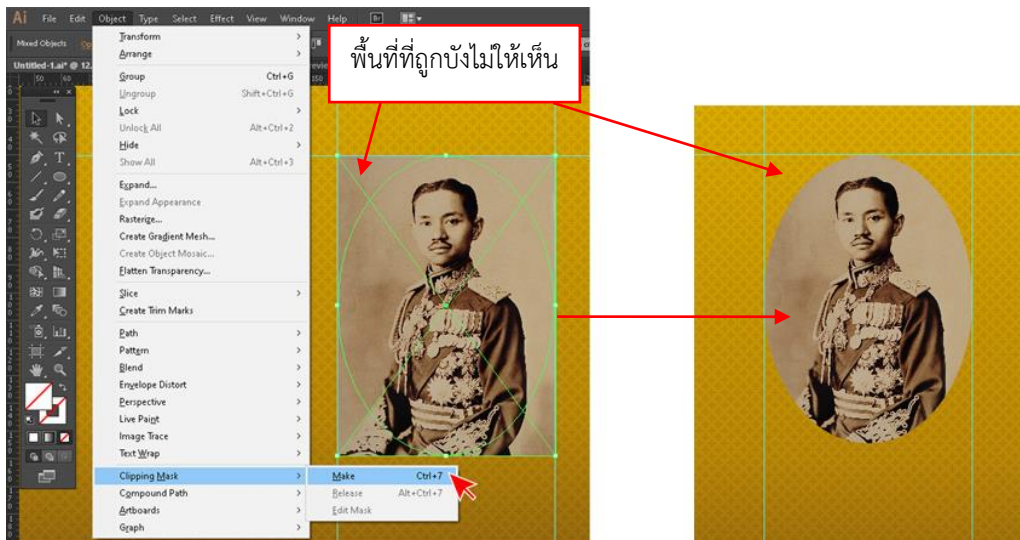 Ai File Edit Object Type Select Effect View Window Help Br
Mixed Objects
Untitled-1.ai* @ 12.
พื้นที่ที่ถูกบังไม่ให้เห็น
Transform >
Arrange >
Group Ctrl+G
Ungroup Shift+Ctrl+G
Lock >
Unlock All Alt+Ctrl+2
Hide >
Show All Alt+Ctrl+3
Expand...
Expand Appearance
Rasterize...
Create Gradient Mesh...
Create Object Mosaic...
Flatten Transparency...
Slice >
Create Trim Marks
Path >
Pattern >
Blend >
Envelope Distort >
Perspective >
Live Paint >
Image Trace >
Text Wrap >
Clipping Mask > Make Ctrl+7
Compound Path > Release Alt+Ctrl+7
Artboards > Edit Mask
Graph >